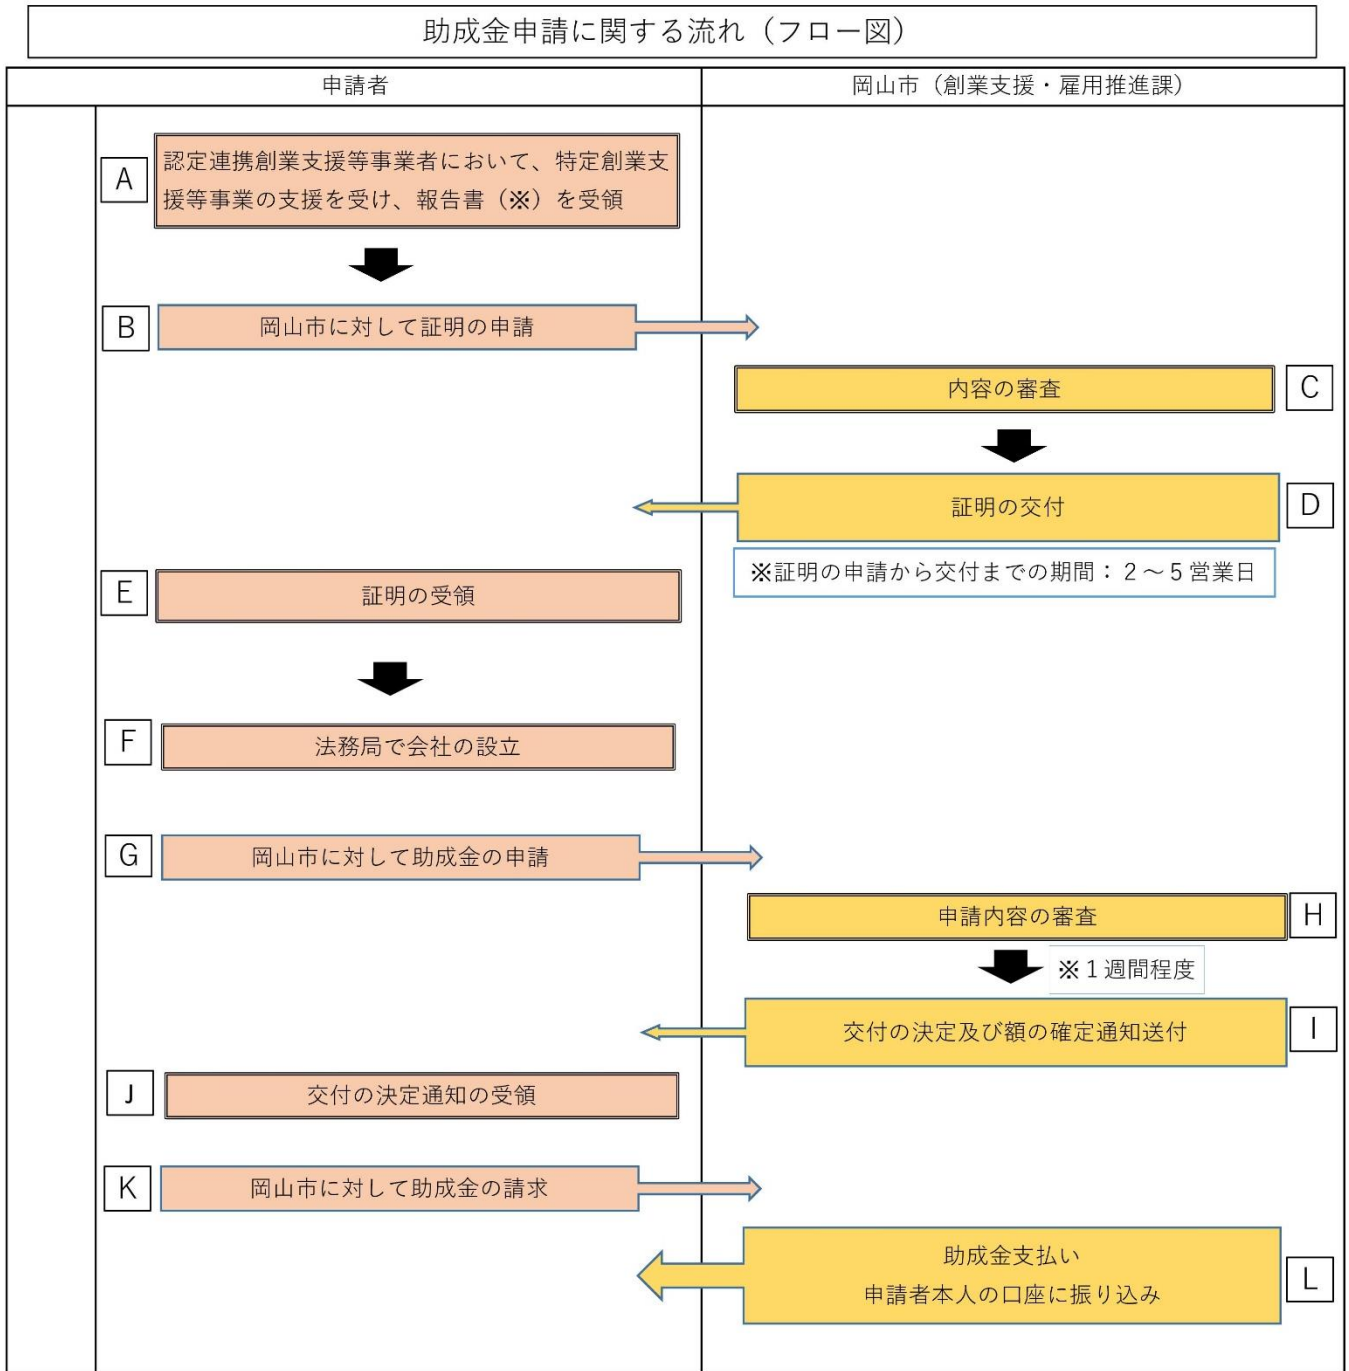 助成金申請に関する流れ（フロー図）
申請者
岡山市（創業支援・雇用推進課）
A
認定連携創業支援等事業者において、特定創業支
援等事業の支援を受け、報告書（※）を受領
B
岡山市に対して証明の申請
内容の審査
C
証明の交付
D
※証明の申請から交付までの期間：２～５営業日
E
証明の受領
F
法務局で会社の設立
G
岡山市に対して助成金の申請
申請内容の審査
H
※１週間程度
交付の決定及び額の確定通知送付
I
J
交付の決定通知の受領
K
岡山市に対して助成金の請求
助成金支払い
申請者本人の口座に振り込み
L